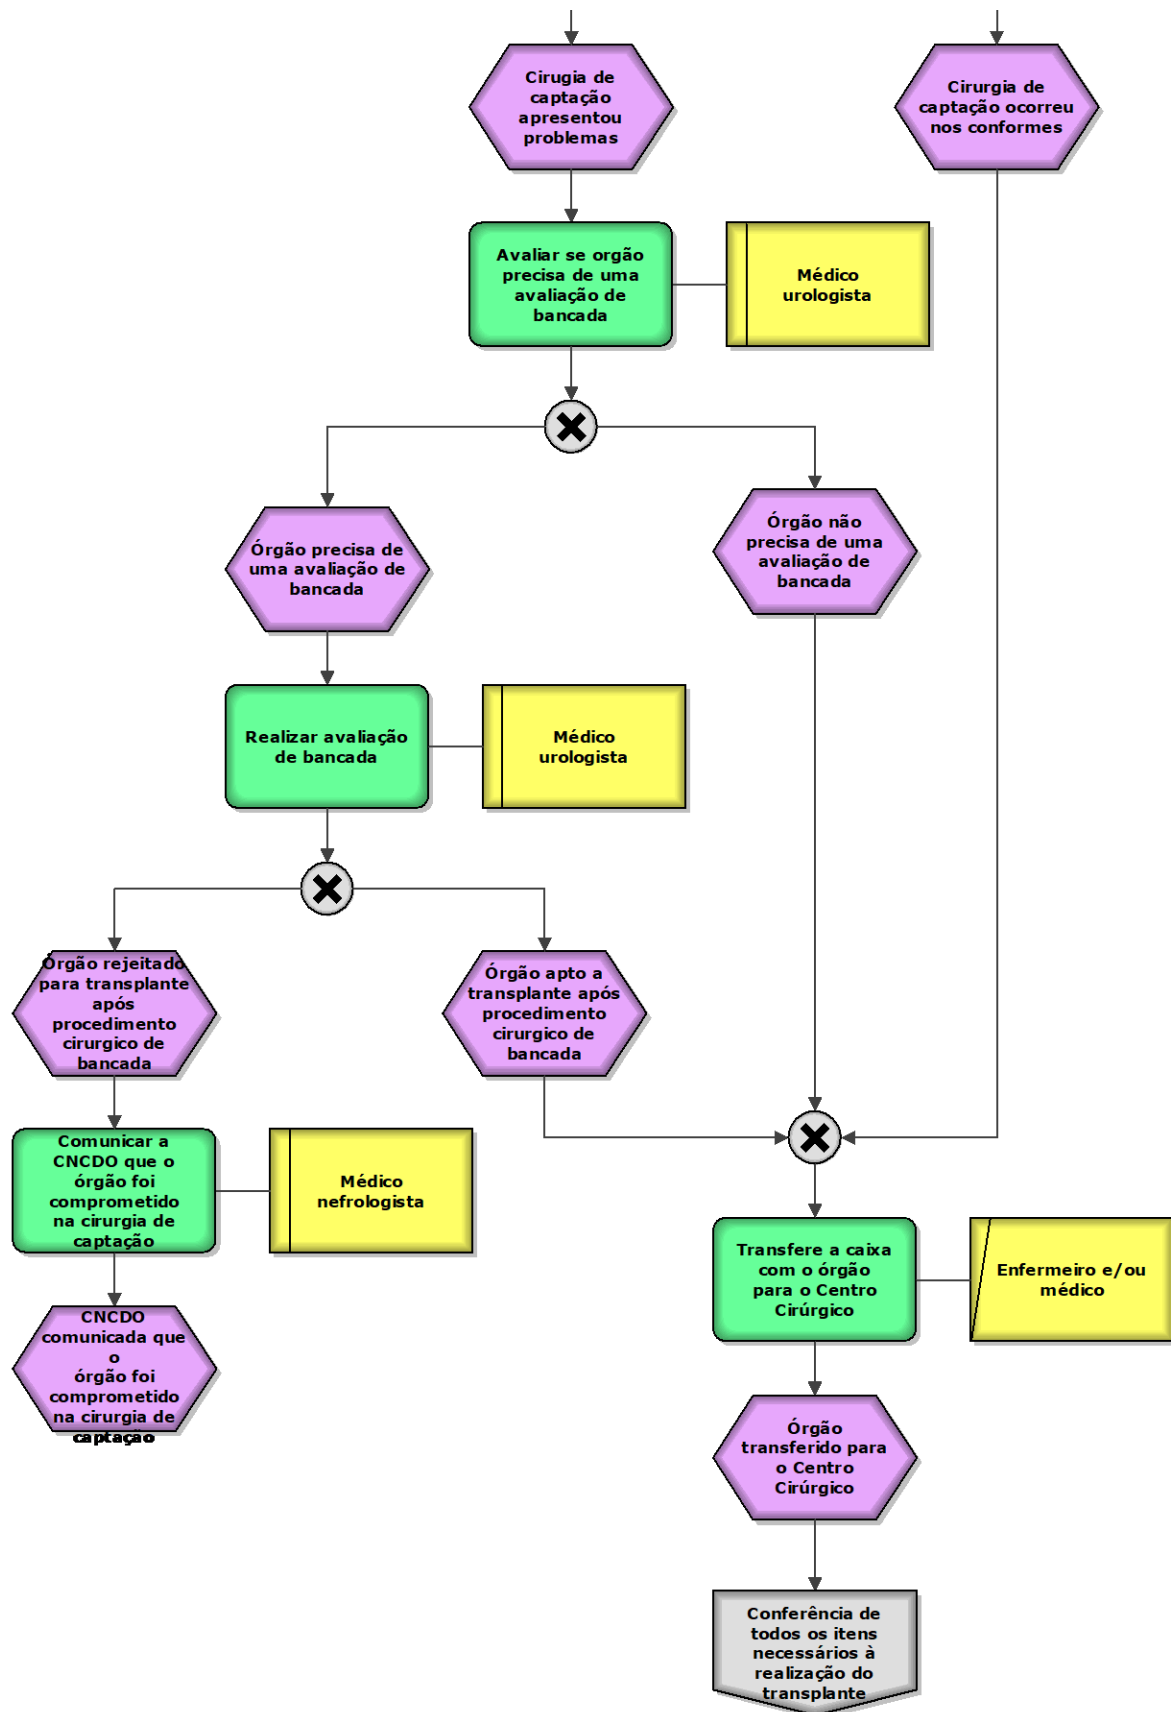 Cirugia de
captação
apresentou
problemas
Cirurgia de
captação ocorreu
nos conformes
Avaliar se orgão
precisa de uma
avaliação de
bancada
Médico
urologista
Órgão precisa de
uma avaliação de
bancada
Órgão não
precisa de uma
avaliação de
bancada
Realizar avaliação
de bancada
Médico
urologista
Órgão rejeitado
para transplante
após
procedimento
cirurgico de
bancada
Órgão apto a
transplante após
procedimento
cirurgico de
bancada
Comunicar a
CNCDO que o
órgão foi
comprometido
na cirurgia de
captação
Médico
nefrologista
Transfere a caixa
com o órgão
para o Centro
Cirúrgico
Enfermeiro e/ou
médico
CNCDO
comunicada que
o
órgão foi
comprometido
na cirurgia de
captação
Órgão
transferido para
o Centro
Cirúrgico
Conferência de
todos os itens
necessários à
realização do
transplante